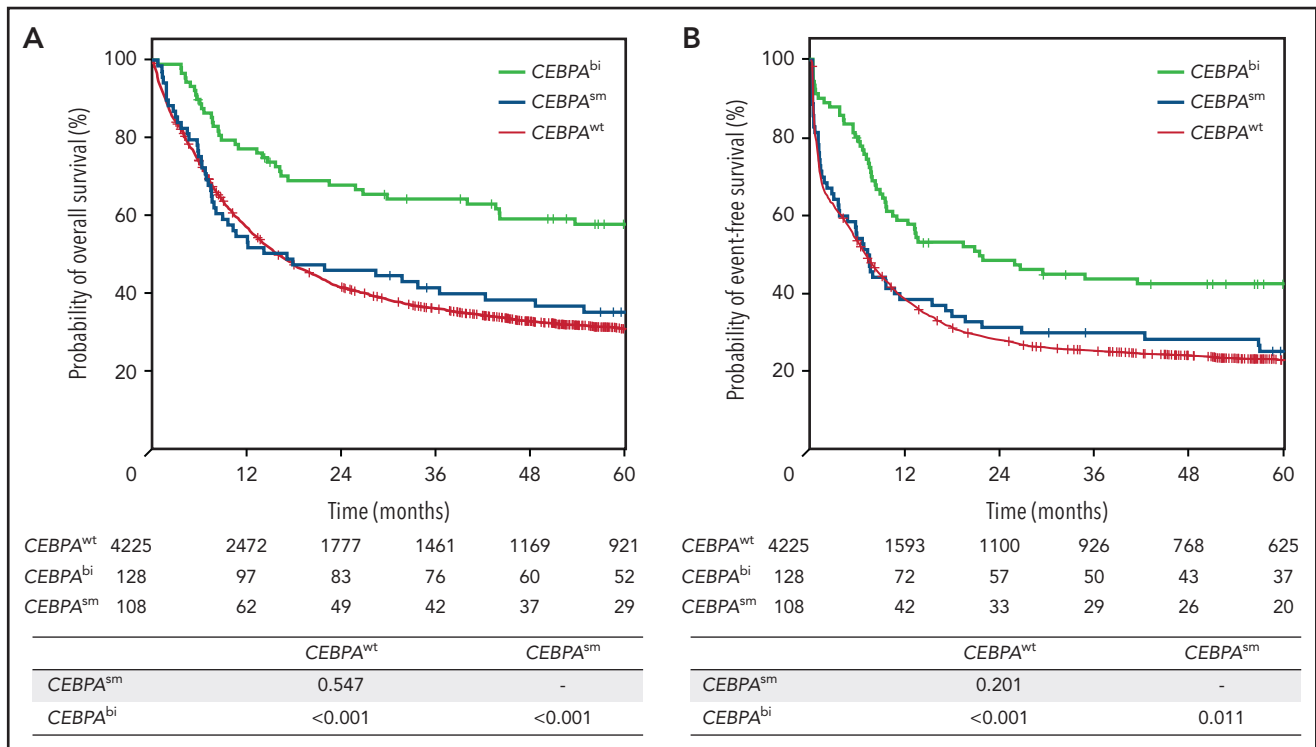 A
Probability of overall survival (%)
100
80
60
40
20
0
12
24
36
48
60
Time (months)
CEBPAbi
CEBPAsm
CEBPAwt
CEBPAwt 4225 2472 1777 1461 1169 921
CEBPAbi 128 97 83 76 60 52
CEBPAsm 108 62 49 42 37 29
CEBPAwt CEBPAsm
CEBPAsm 0.547 -
CEBPAbi <0.001 <0.001
B
Probability of event-free survival (%)
100
80
60
40
20
0
12
24
36
48
60
Time (months)
CEBPAbi
CEBPAsm
CEBPAwt
CEBPAwt 4225 1593 1100 926 768 625
CEBPAbi 128 72 57 50 43 37
CEBPAsm 108 42 33 29 26 20
CEBPAwt CEBPAsm
CEBPAsm 0.201 -
CEBPAbi <0.001 0.011